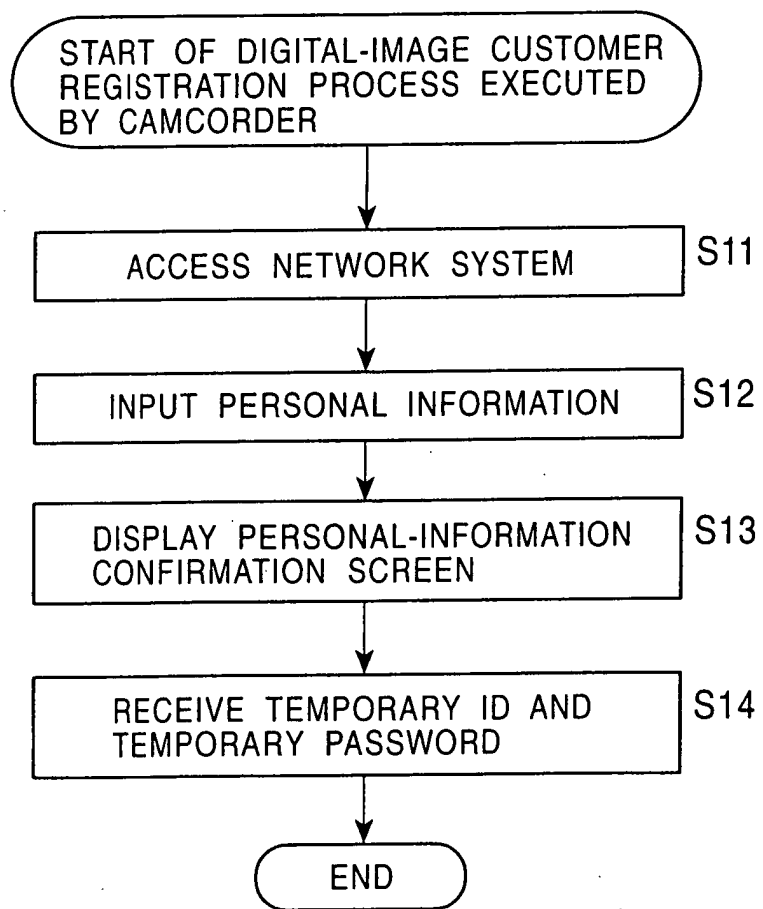 START OF DIGITAL-IMAGE CUSTOMER
REGISTRATION PROCESS EXECUTED
BY CAMCORDER
ACCESS NETWORK SYSTEM
S11
INPUT PERSONAL INFORMATION
S12
DISPLAY PERSONAL-INFORMATION
CONFIRMATION SCREEN
S13
RECEIVE TEMPORARY ID AND
TEMPORARY PASSWORD
S14
END